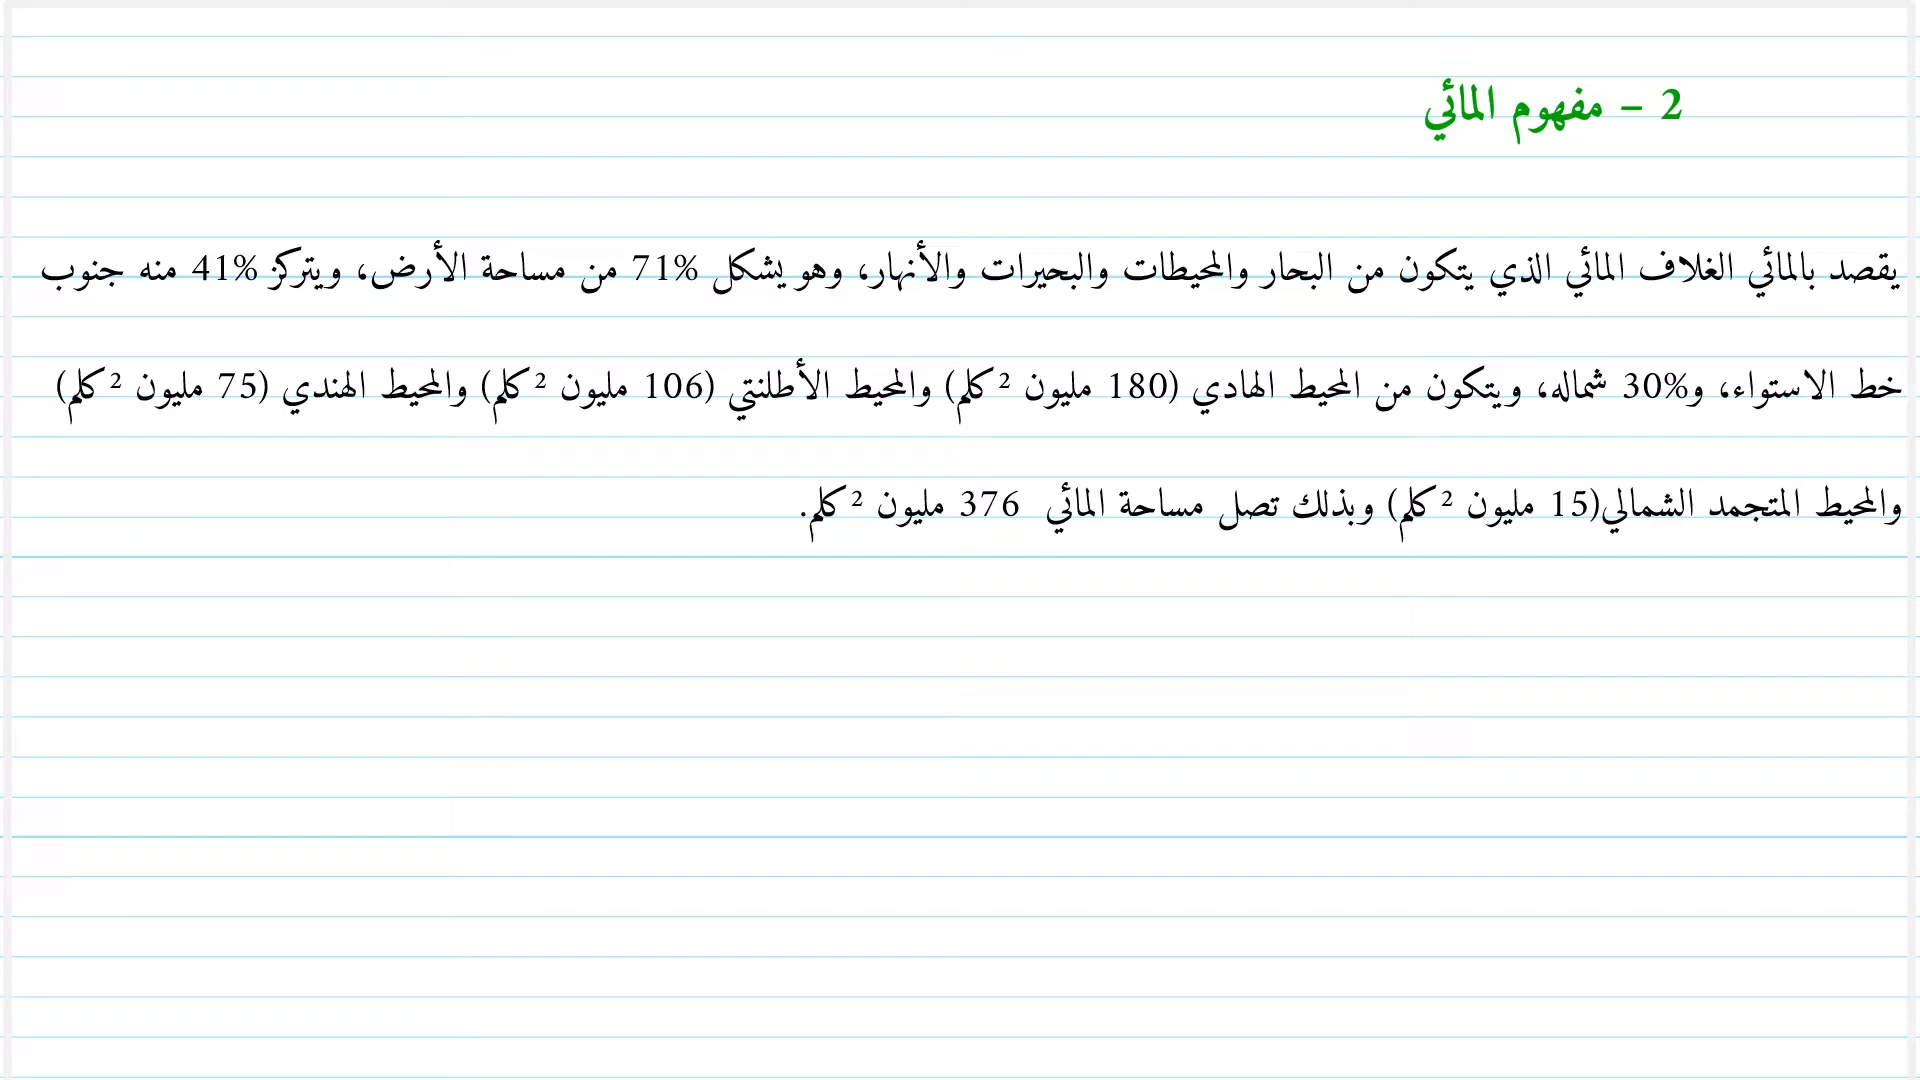 2 – مفهوم المائي
يقصد بالمائي الغلاف المائي الذي يتكون من البحار والمحيطات والبحيرات والأنهار، وهو يشكل 71% من مساحة الأرض، ويتركز 41% منه جنوب
خط الاستواء، و30% شماله، ويتكون من المحيط الهادي (180 مليون كلم²) والمحيط الأطلنتي (106 مليون كلم²) والمحيط الهندي (75 مليون كلم²)
والمحيط المتجمد الشمالي(15 مليون كلم²) وبذلك تصل مساحة المائي 376 مليون كلم².